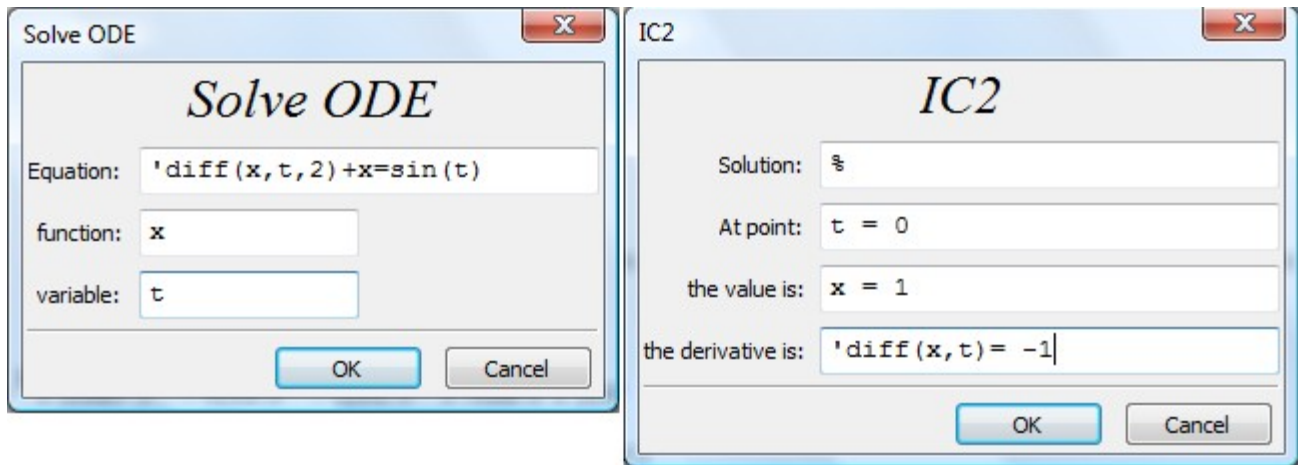 Solve ODE
Solve ODE
Equation: 'diff(x,t,2)+x=sin(t)
function: x
variable: t
OK Cancel
IC2
IC2
Solution: %
At point: t = 0
the value is: x = 1
the derivative is: 'diff(x,t)= -1
OK Cancel